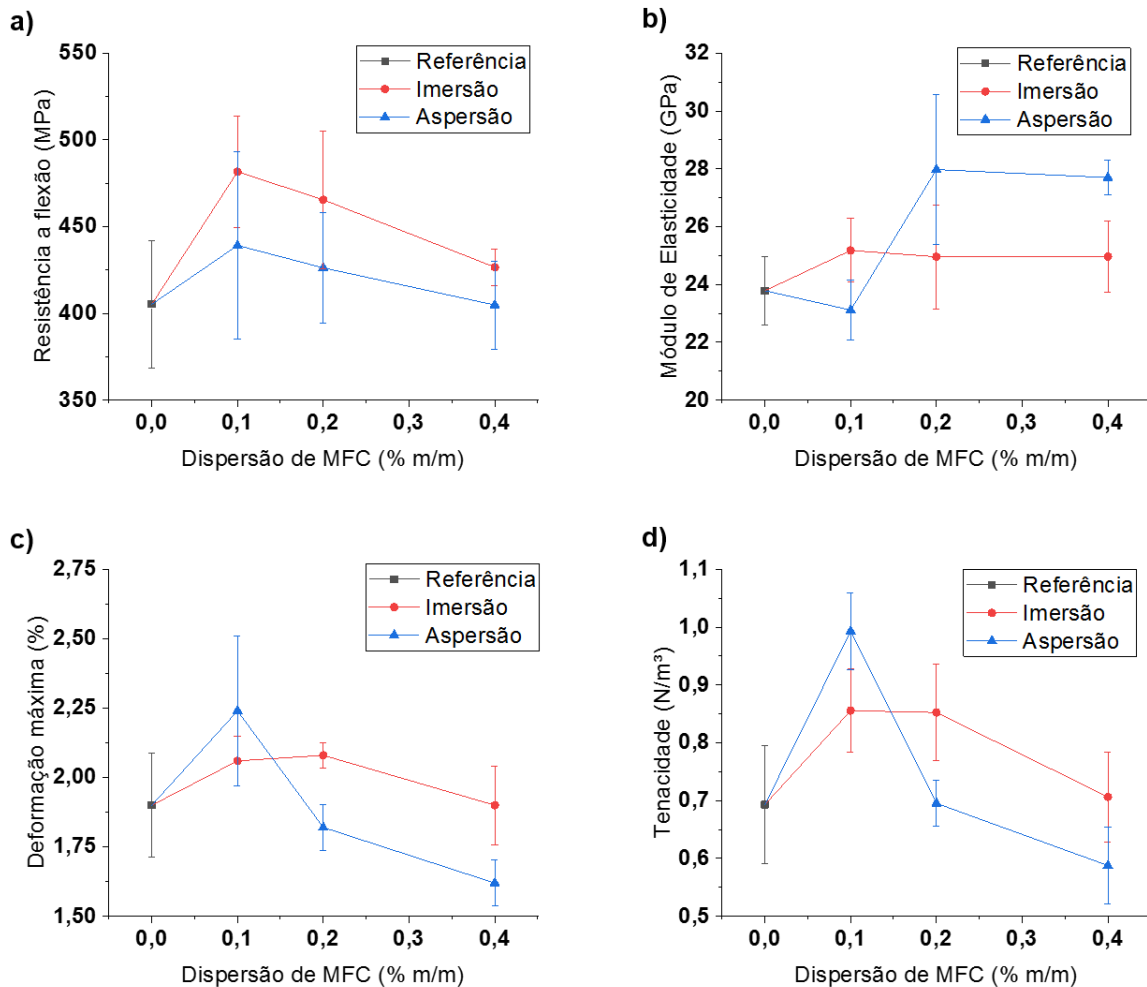 a)
Resistência a flexão (MPa)
550
500
450
400
350
Referência
Imersão
Aspersão
0,0 0,1 0,2 0,3 0,4
Dispersão de MFC (% m/m)
b)
Módulo de Elasticidade (GPa)
32
30
28
26
24
22
20
Referência
Imersão
Aspersão
0,0 0,1 0,2 0,3 0,4
Dispersão de MFC (% m/m)
c)
Deformação máxima (%)
2,75
2,50
2,25
2,00
1,75
1,50
Referência
Imersão
Aspersão
0,0 0,1 0,2 0,3 0,4
Dispersão de MFC (% m/m)
d)
Tenacidade (N/m³)
1,1
1,0
0,9
0,8
0,7
0,6
0,5
Referência
Imersão
Aspersão
0,0 0,1 0,2 0,3 0,4
Dispersão de MFC (% m/m)